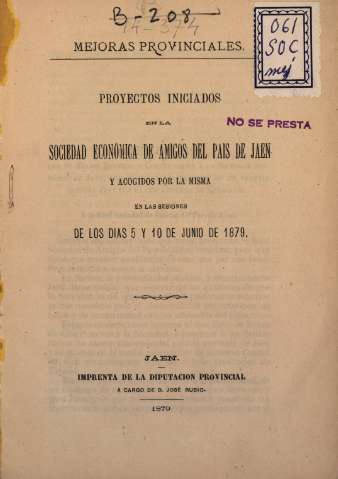 B-208
14-374
MEJORAS PROVINCIALES.
061
SOC
mej
PROYECTOS INICIADOS
EN LA
NO SE PRESTA
SOCIEDAD ECONÓMICA DE AMIGOS DEL PAIS DE JAEN
Y ACOGIDOS POR LA MISMA
EN LAS SESIONES
DE LOS DIAS 5 Y 10 DE JUNIO DE 1879.
JAEN.
IMPRENTA DE LA DIPUTACION PROVINCIAL
Á CARGO DE D. JOSÉ RUBIO.
1879